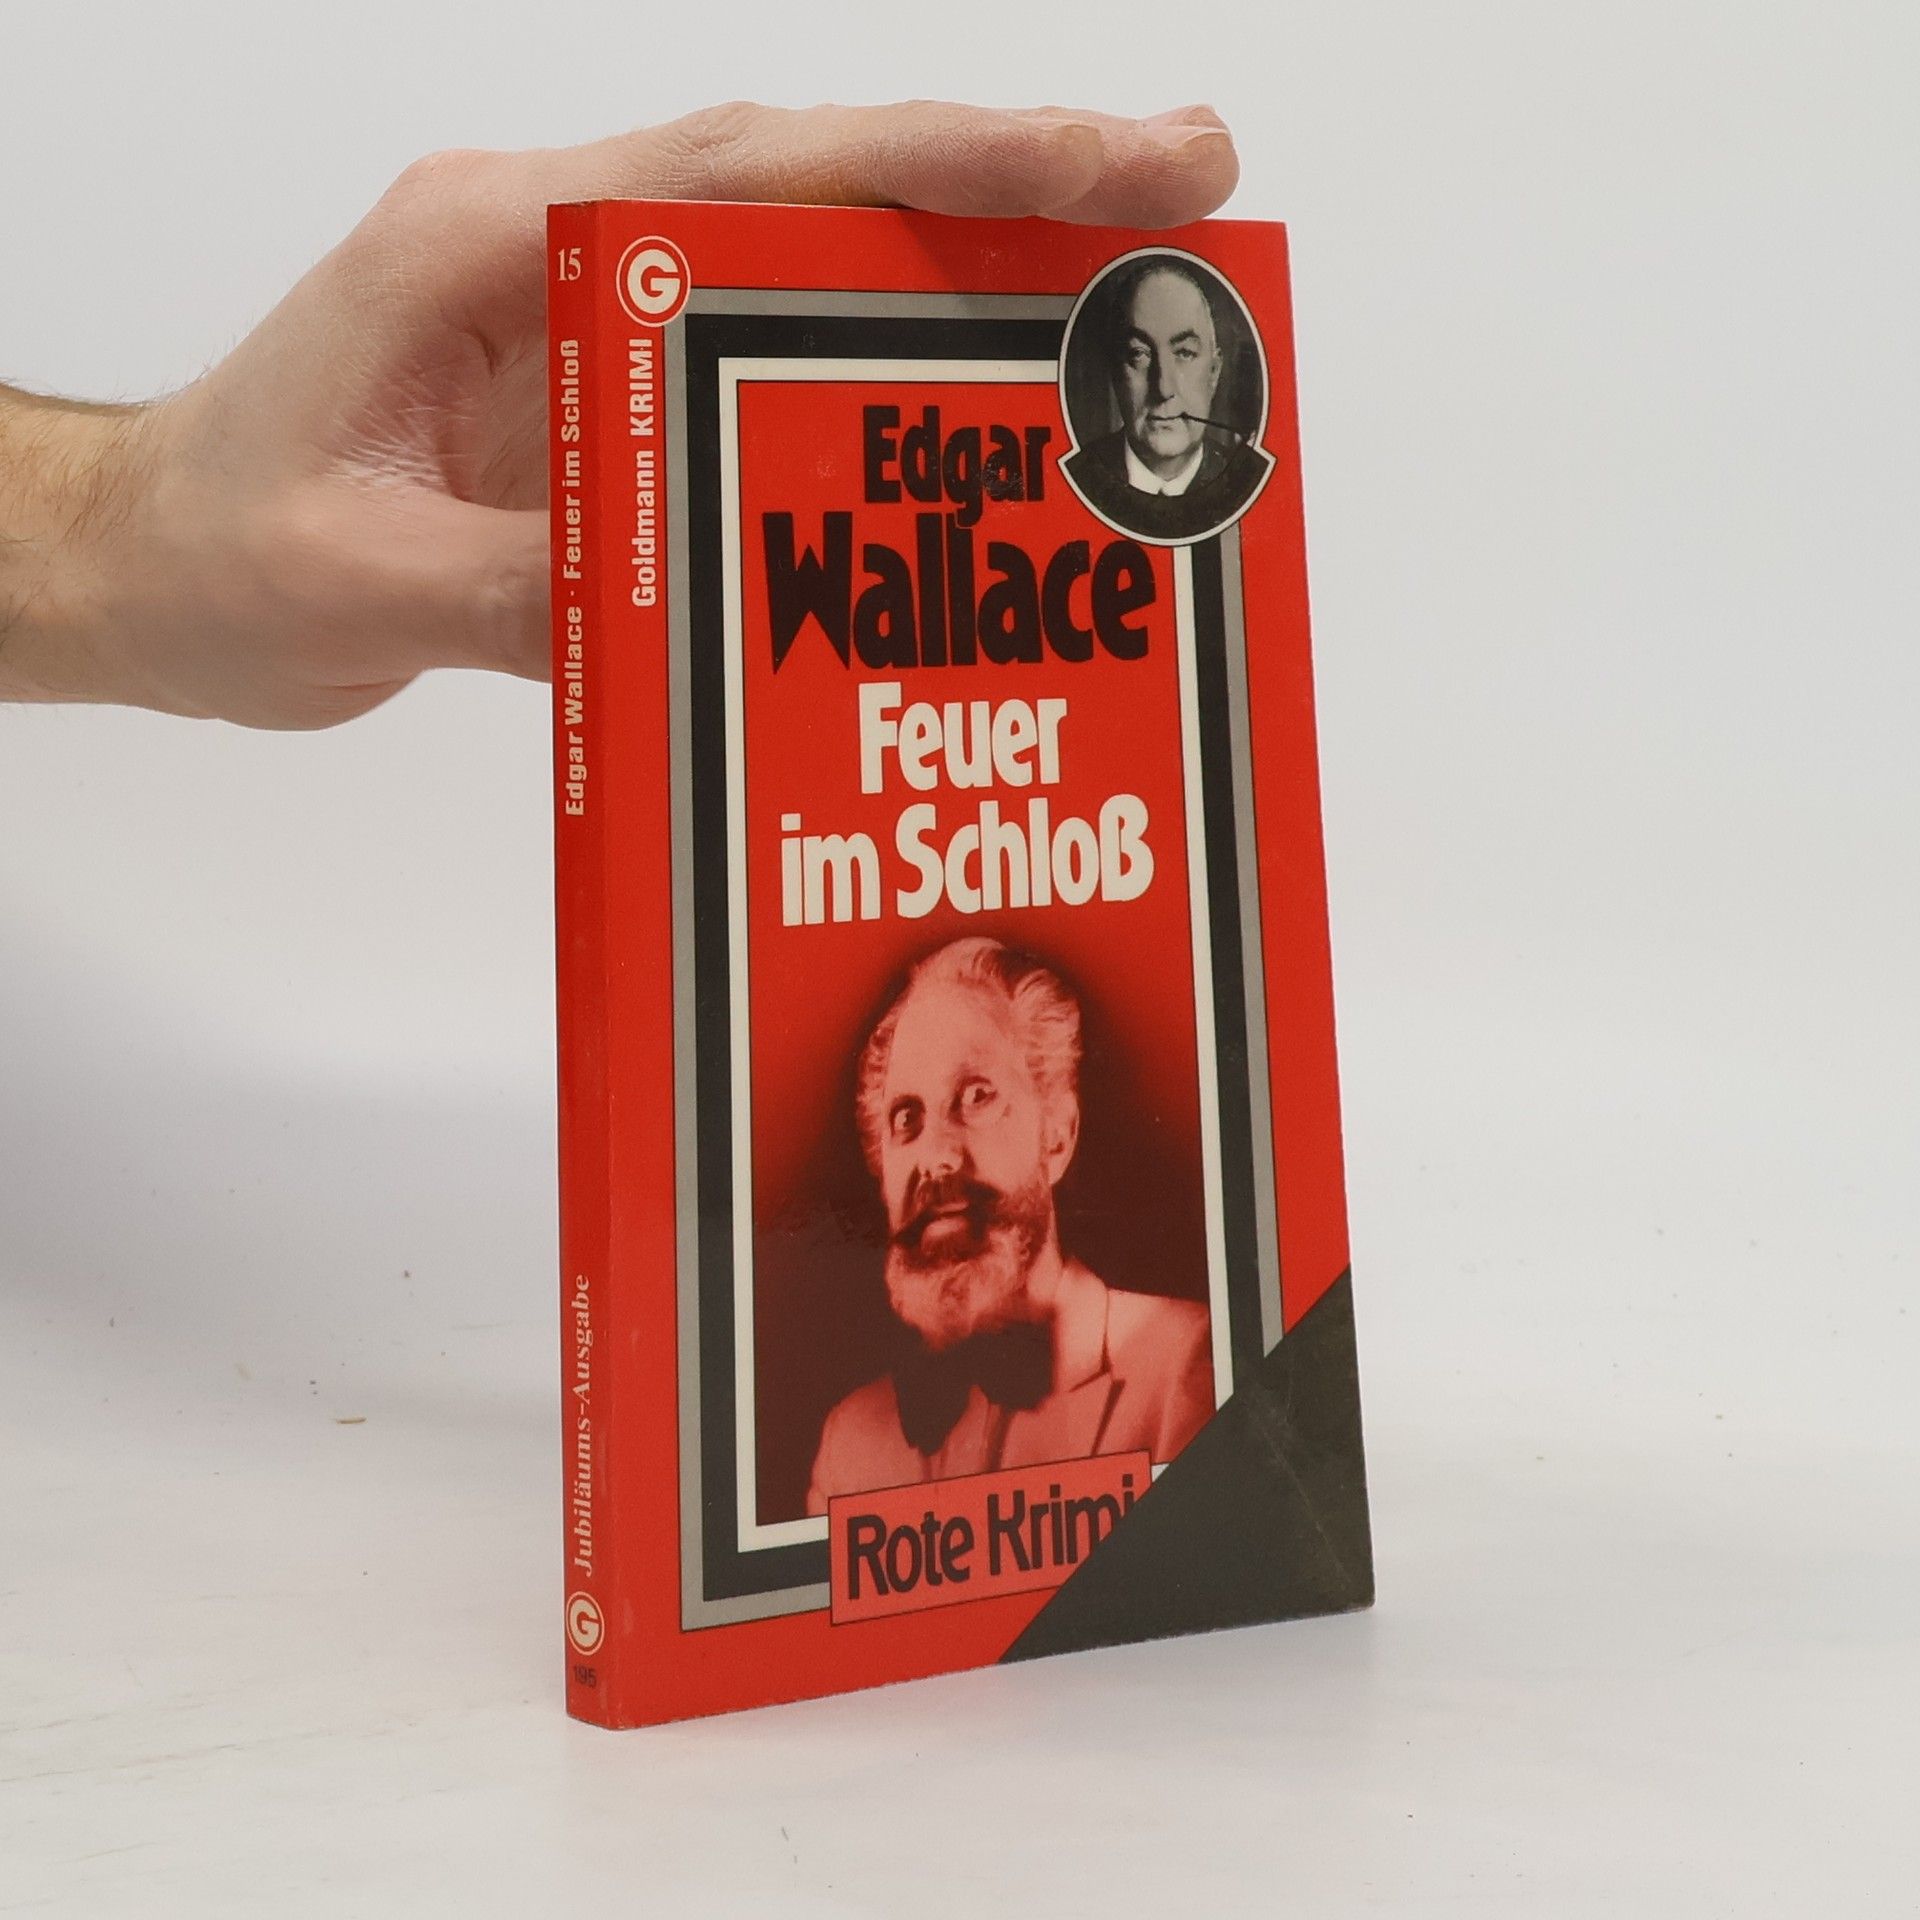 15
Edgar Wallace · Feuer im Schloß
Jubiläums-Ausgabe
G
195
G
Goldmann KRIMI
Edgar
Wallace
Feuer
im Schloß
Rote Krimi